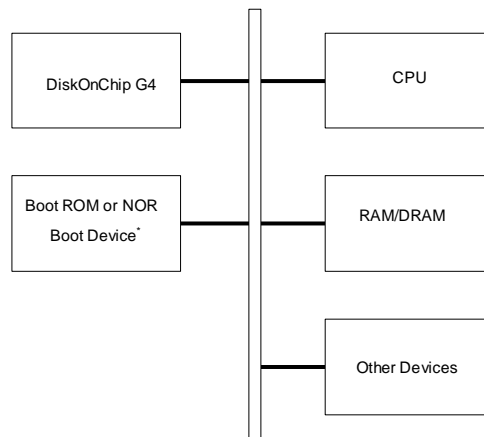 DiskOnChip G4
CPU
Boot ROM or NOR
Boot Device*
RAM/DRAM
Other Devices